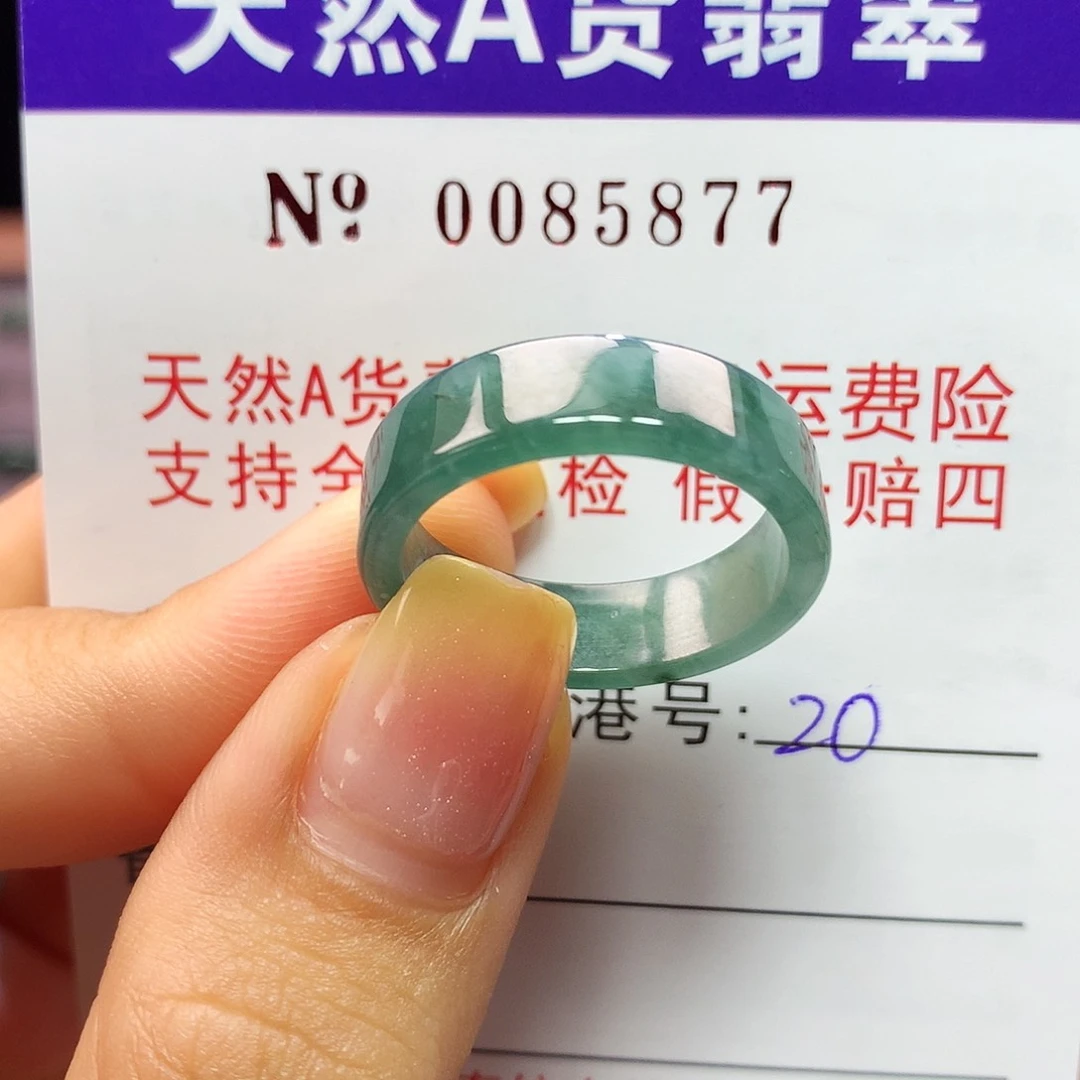 天然A货翡翠
Nº 0085877
天然A货 运费险
支持全 检 假 赔四
港号: 20